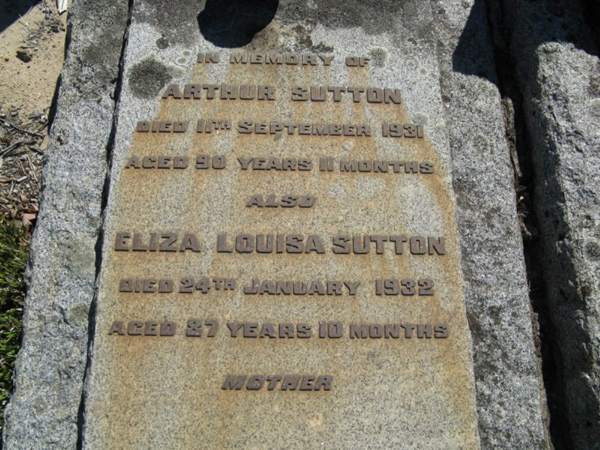 IN MEMORY OF
ARTHUR SUTTON
DIED 11TH SEPTEMBER 1931
AGED 90 YEARS 11 MONTHS
ALSO
ELIZA LOUISA SUTTON
DIED 24TH JANUARY 1932
AGED 87 YEARS 10 MONTHS
MOTHER